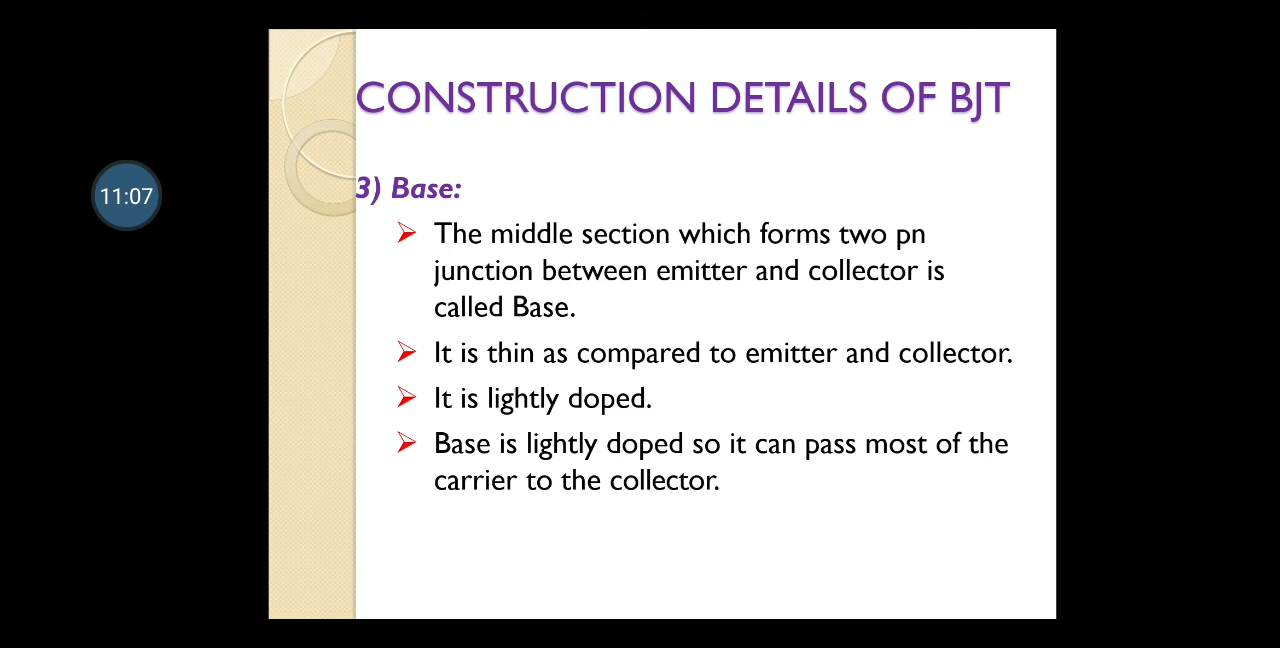 CONSTRUCTION DETAILS OF BJT
11:07
3) Base:
The middle section which forms two pn
junction between emitter and collector is
called Base.
It is thin as compared to emitter and collector.
It is lightly doped.
Base is lightly doped so it can pass most of the
carrier to the collector.